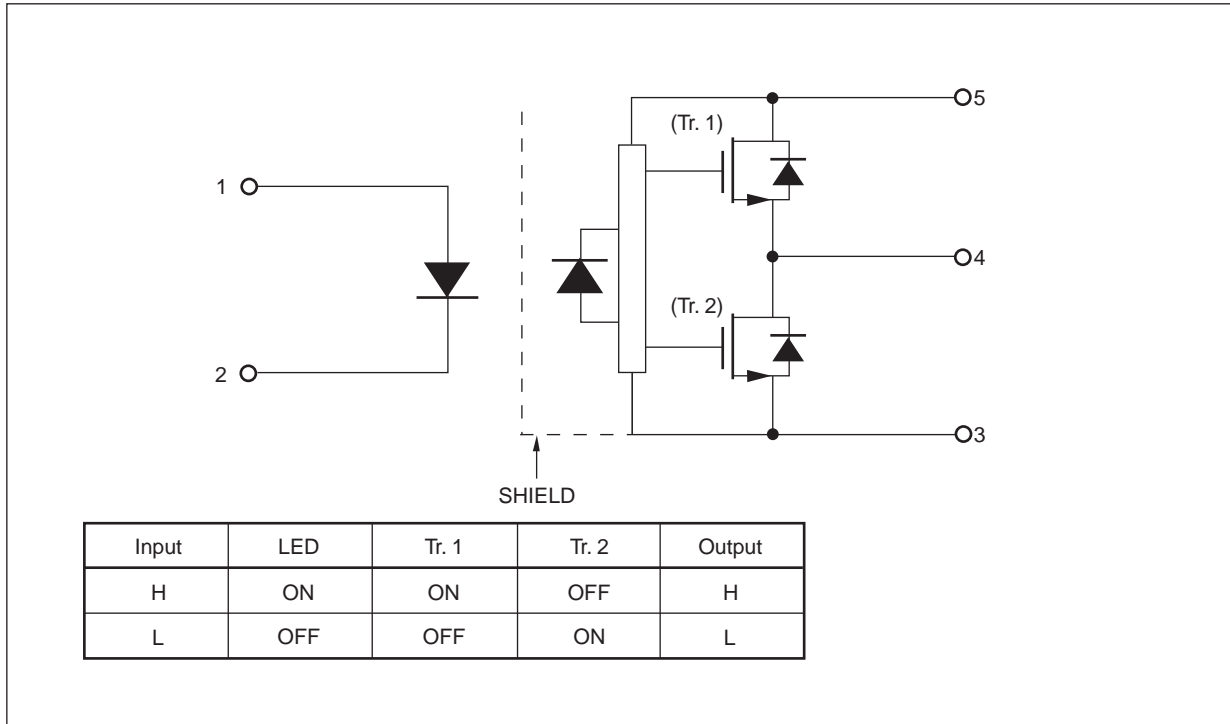 5
(Tr. 1)
1
4
(Tr. 2)
2
3
SHIELD
Input LED Tr. 1 Tr. 2 Output
H ON ON OFF H
L OFF OFF ON L